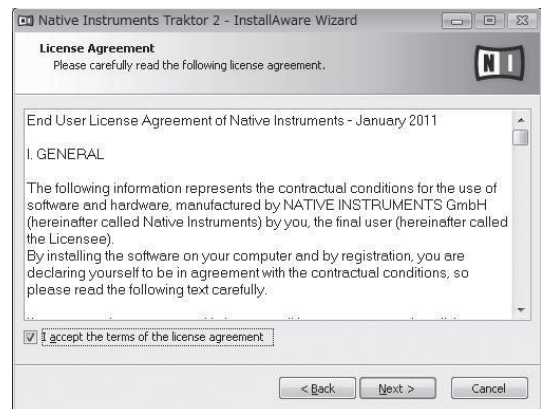 Native Instruments Traktor 2 - InstallAware Wizard
License Agreement
Please carefully read the following license agreement.
NI
End User License Agreement of Native Instruments - January 2011
I. GENERAL
The following information represents the contractual conditions for the use of
software and hardware, manufactured by NATIVE INSTRUMENTS GmbH
(hereinafter called Native Instruments) by you, the final user (hereinafter called
the Licensee).
By installing the software on your computer and by registration, you are
declaring yourself to be in agreement with the contractual conditions, so
please read the following text carefully.
I accept the terms of the license agreement
< Back
Next >
Cancel